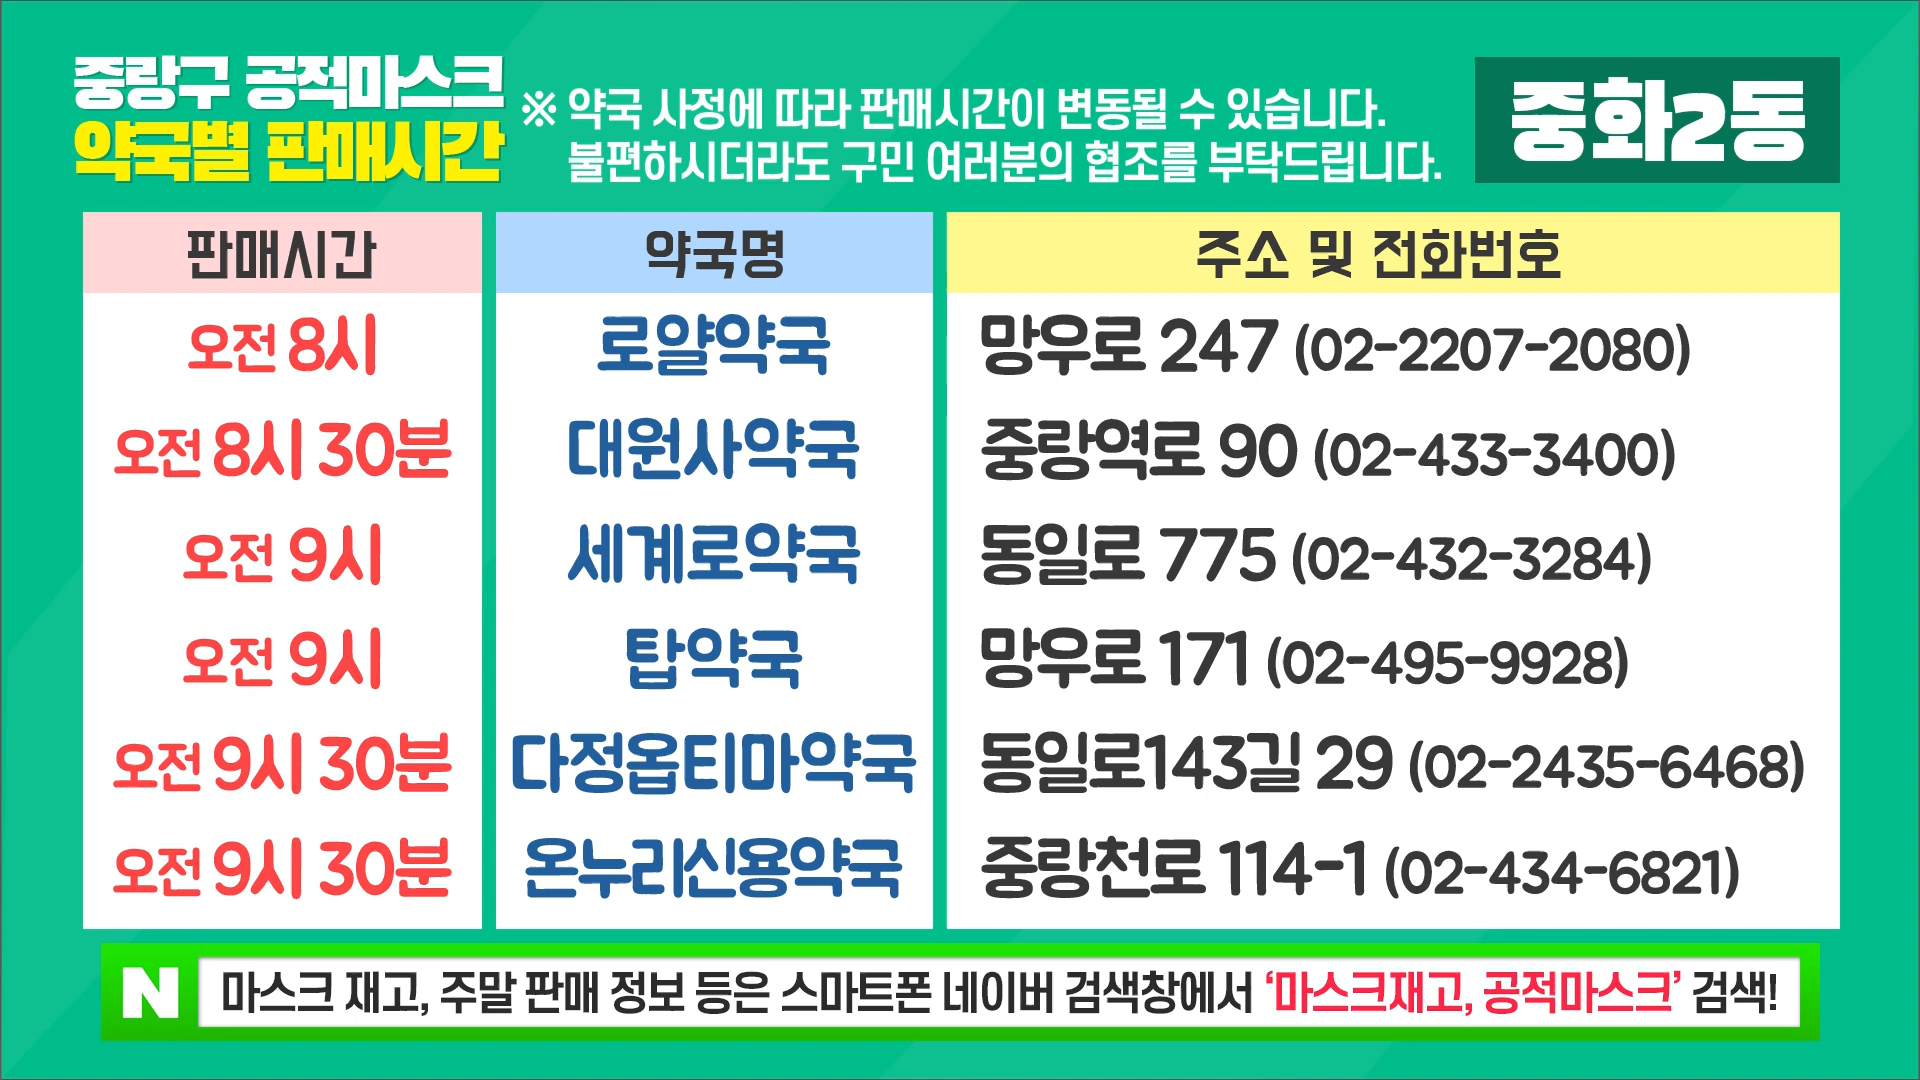 중랑구 공적마스크
약국별 판매시간
※ 약국 사정에 따라 판매시간이 변동될 수 있습니다.
불편하시더라도 구민 여러분의 협조를 부탁드립니다.
중화2동
판매시간 약국명 주소 및 전화번호
오전 8시 로얄약국 망우로 247 (02-2207-2080)
오전 8시 30분 대원사약국 중랑역로 90 (02-433-3400)
오전 9시 세계로약국 동일로 775 (02-432-3284)
오전 9시 탑약국 망우로 171 (02-495-9928)
오전 9시 30분 다정옵티마약국 동일로143길 29 (02-2435-6468)
오전 9시 30분 온누리신용약국 중랑천로 114-1 (02-434-6821)
N 마스크 재고, 주말 판매 정보 등은 스마트폰 네이버 검색창에서 ‘마스크재고, 공적마스크’ 검색!